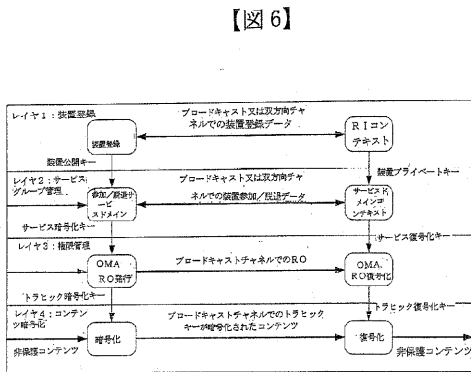 【図6】
レイヤ1:装置登録
ブロードキャスト又は双方向チャ
ネルでの装置登録データ
装置登録
RIコン
テキスト
装置公開キー
装置プライベートキー
レイヤ2:サービス
グループ管理
ブロードキャスト又は双方向チャ
ネルでの装置参加/脱退データ
参加/脱退サービ
スドメイン
サービスド
メインコ
ンテキスト
サービス暗号化キー
サービス復号化キー
レイヤ3:権限管理
OMA
RO発行
ブロードキャストチャネルでのRO
OMA
RO復号化
トラヒック暗号化キー
トラヒック復号化キー
レイヤ4:コンテン
ツ暗号化
ブロードキャストチャネルでのトラヒック
キーが暗号化されたコンテンツ
暗号化
復号化
非保護コンテンツ
非保護コンテンツ